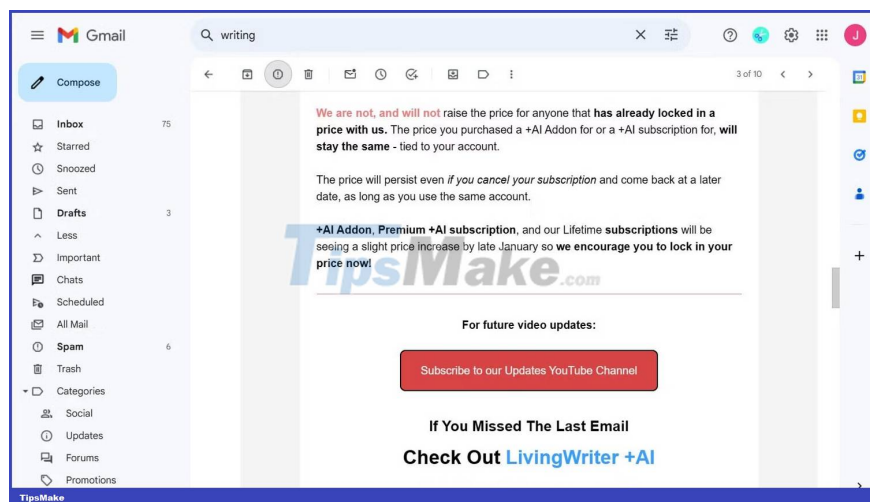 Gmail
writing
J
Compose
3 of 10
31
Inbox 75
Starred
Snoozed
Sent
Drafts 3
Less
Important
Chats
Scheduled
All Mail
Spam 6
Trash
Categories
Social
Updates
Forums
Promotions
We are not, and will not raise the price for anyone that has already locked in a
price with us. The price you purchased a +AI Addon for or a +AI subscription for, will
stay the same - tied to your account.
The price will persist even if you cancel your subscription and come back at a later
date, as long as you use the same account.
+AI Addon, Premium +AI subscription, and our Lifetime subscriptions will be
seeing a slight price increase by late January so we encourage you to lock in your
price now!
TipsMake.com
For future video updates:
Subscribe to our Updates YouTube Channel
If You Missed The Last Email
Check Out LivingWriter +AI
TipsMake